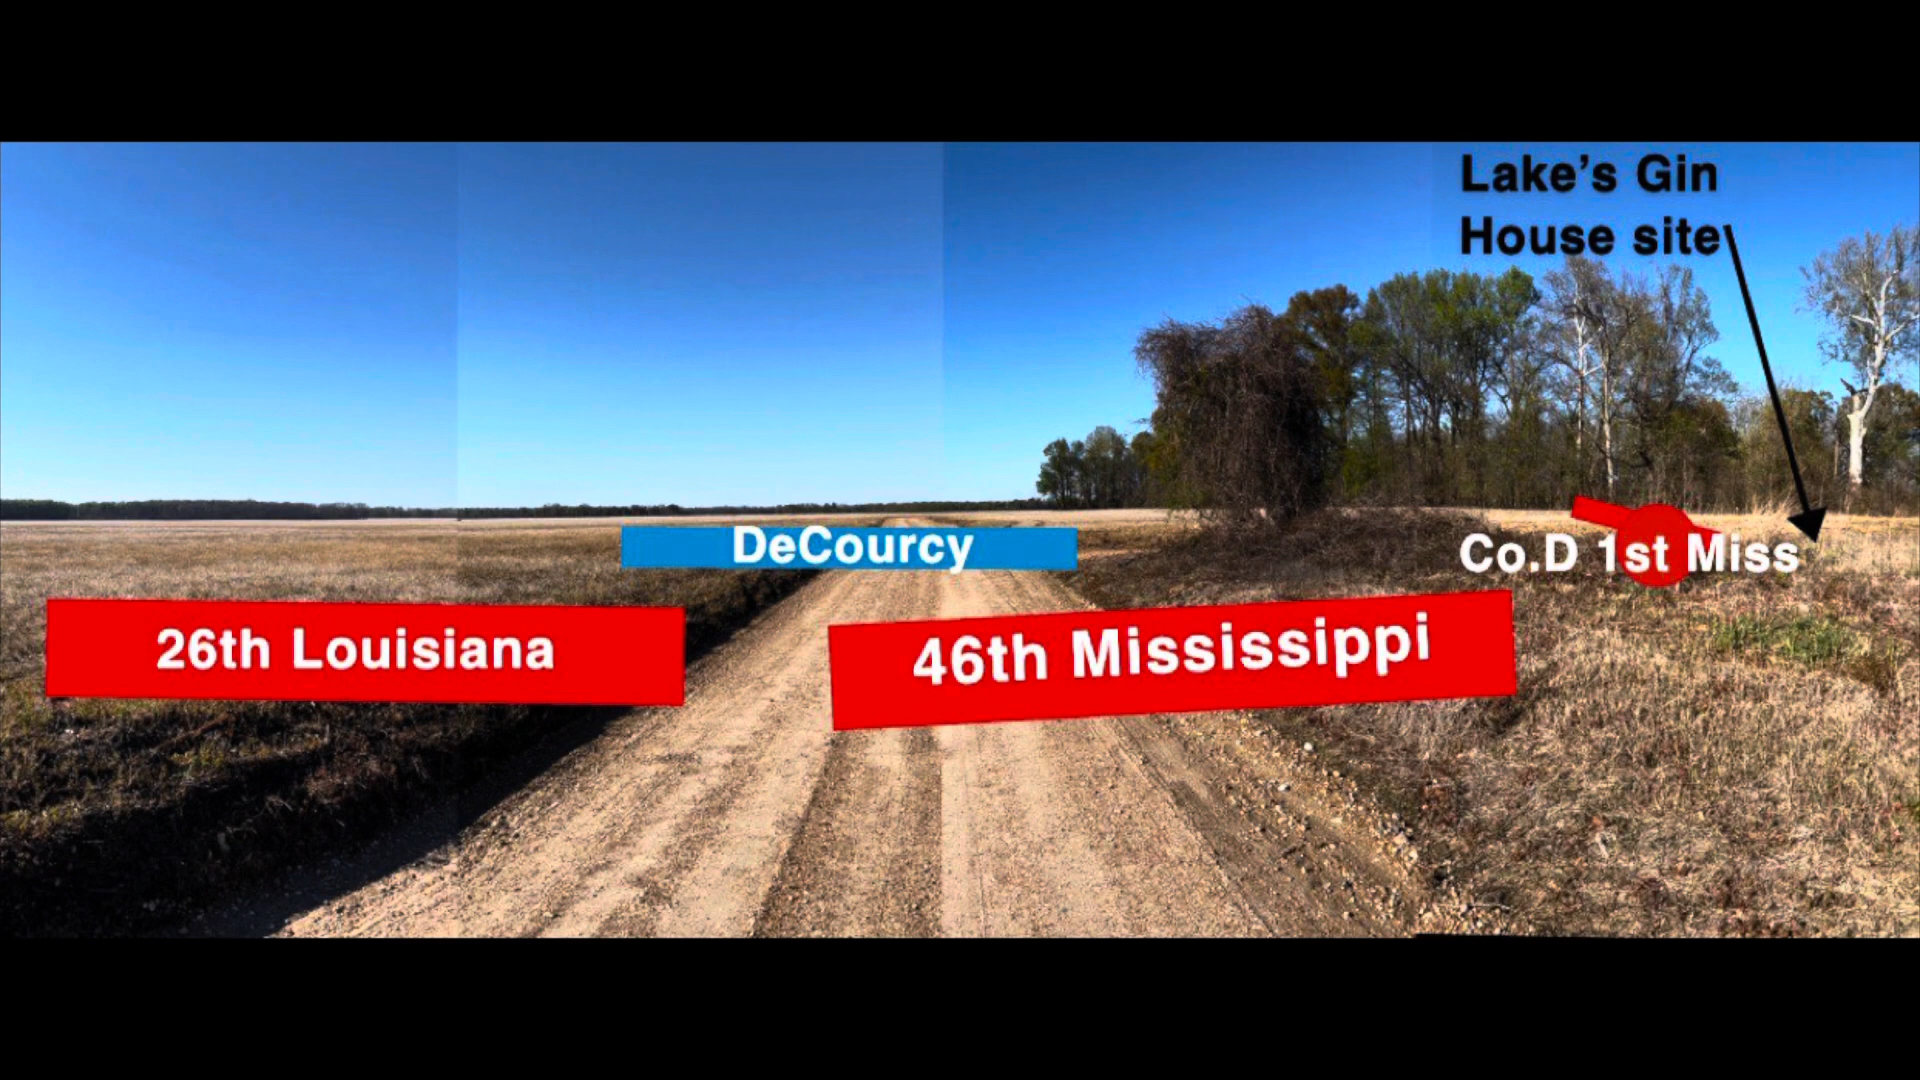 Lake's Gin
House site
DeCourcy
Co.D 1st Miss
26th Louisiana
46th Mississippi